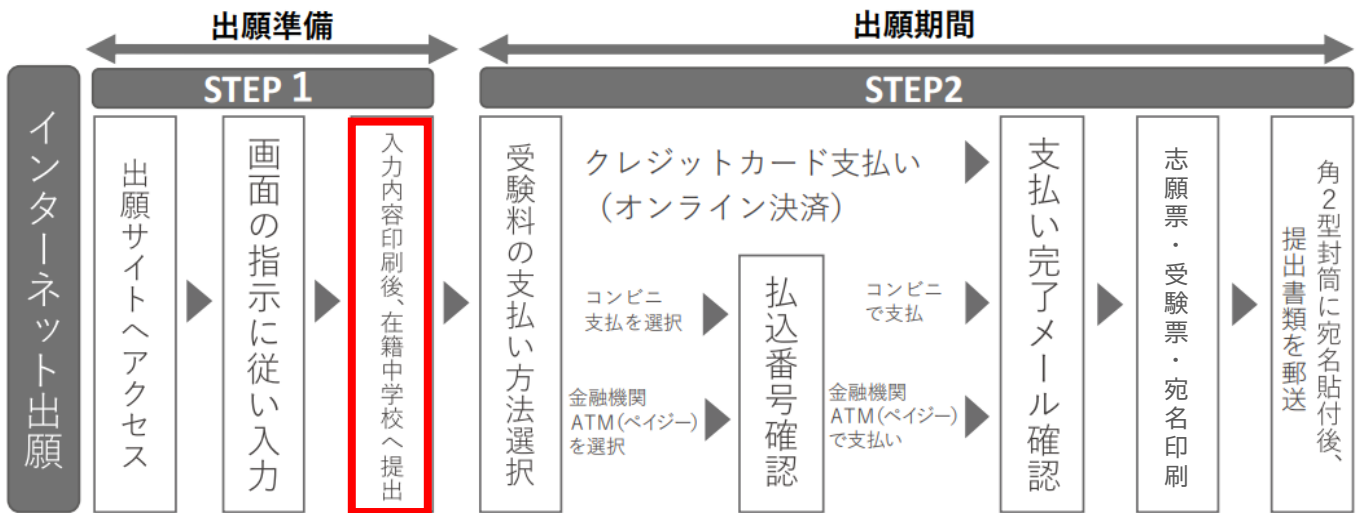 出願準備
出願期間
STEP 1
STEP2
インターネット出願
出願サイトへアクセス
画面の指示に従い入力
入力内容印刷後、在籍中学校へ提出
受験料の支払い方法選択
クレジットカード支払い
（オンライン決済）
コンビニ
支払を選択
金融機関
ATM(ペイジー)
を選択
払込番号確認
コンビニ
で支払
金融機関
ATM(ペイジー)
で支払い
支払い完了メール確認
志願票・受験票・宛名印刷
角２型封筒に宛名貼付後、
提出書類を郵送